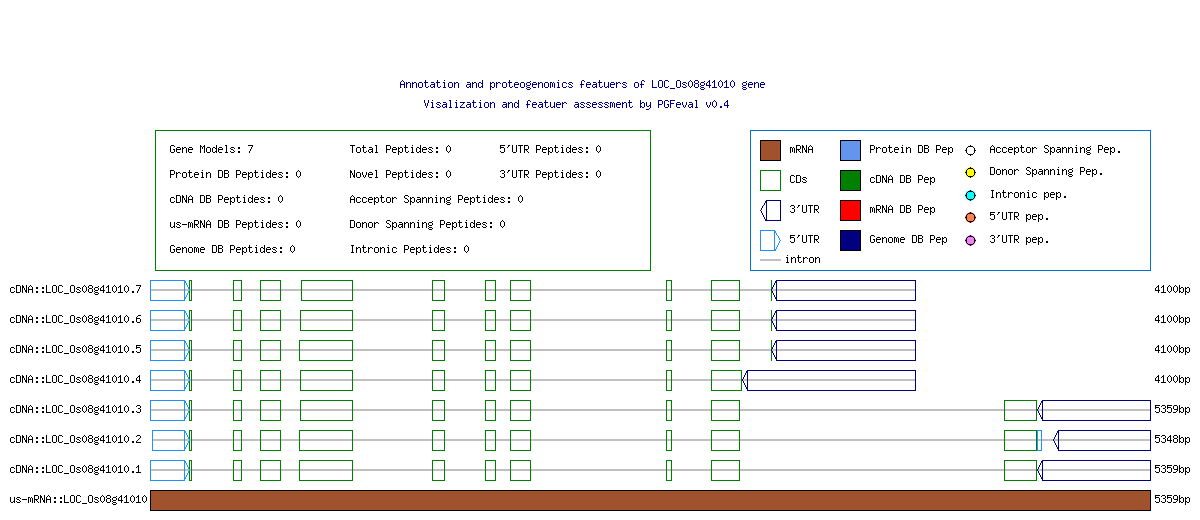 Annotation and proteogenomics featuers of LOC_Os08g41010 gene
Visalization and featuer assessment by PGFeval v0.4
Gene Models: 7 Total Peptides: 0 5'UTR Peptides: 0
Protein DB Peptides: 0 Novel Peptides: 0 3'UTR Peptides: 0
cDNA DB Peptides: 0 Acceptor Spanning Peptides: 0
us-mRNA DB Peptides: 0 Donor Spanning Peptides: 0
Genome DB Peptides: 0 Intronic Peptides: 0
mRNA Protein DB Pep Acceptor Spanning Pep.
CDs cDNA DB Pep Donor Spanning Pep.
3'UTR mRNA DB Pep Intronic pep.
5'UTR Genome DB Pep 5'UTR pep.
intron 3'UTR pep.
cDNA::LOC_Os08g41010.7 4100bp
cDNA::LOC_Os08g41010.6 4100bp
cDNA::LOC_Os08g41010.5 4100bp
cDNA::LOC_Os08g41010.4 4100bp
cDNA::LOC_Os08g41010.3 5359bp
cDNA::LOC_Os08g41010.2 5348bp
cDNA::LOC_Os08g41010.1 5359bp
us-mRNA::LOC_Os08g41010 5359bp